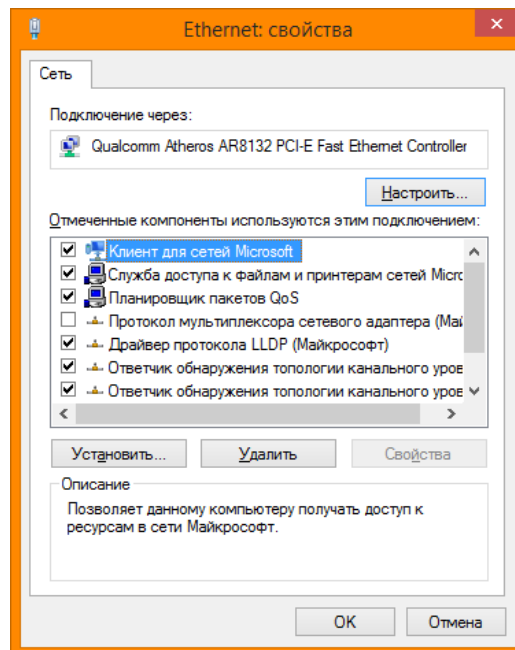 Ethernet: свойства
Сеть
Подключение через:
Qualcomm Atheros AR8132 PCI-E Fast Ethernet Controller
Настроить...
Отмеченные компоненты используются этим подключением:
Клиент для сетей Microsoft
Служба доступа к файлам и принтерам сетей Micro
Планировщик пакетов QoS
Протокол мультиплексора сетевого адаптера (Май
Драйвер протокола LLDP (Майкрософт)
Ответчик обнаружения топологии канального уров
Ответчик обнаружения топологии канального уров
Установить...
Удалить
Свойства
Описание
Позволяет данному компьютеру получать доступ к
ресурсам в сети Майкрософт.
OK
Отмена